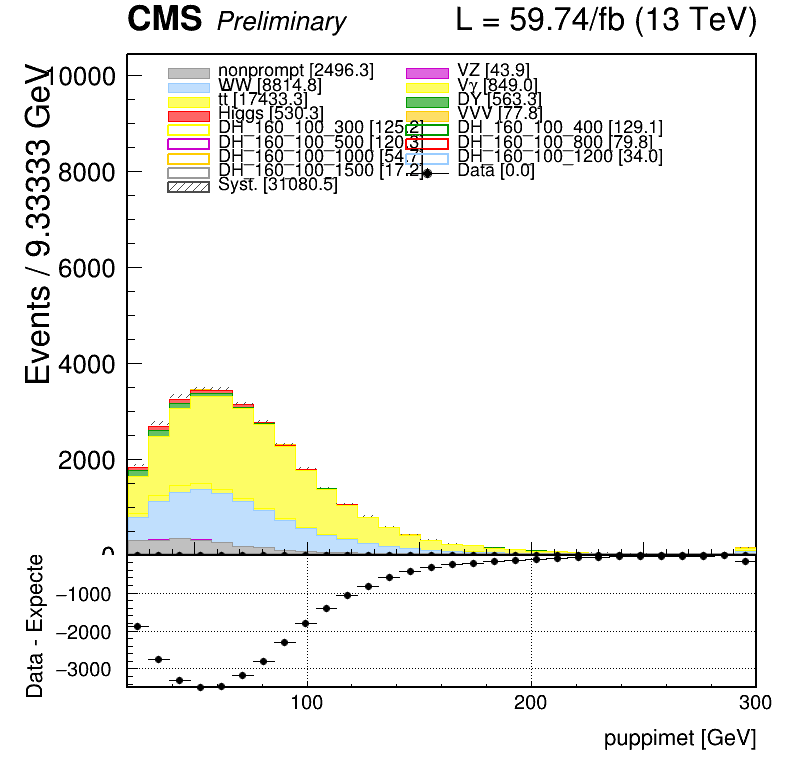 CMS Preliminary L = 59.74/fb (13 TeV)
Events / 9.33333 GeV
10000
8000
6000
4000
2000
0
nonprompt [2496.3] VZ [43.9]
WW [8814.8] Vγ [849.0]
tt [17433.3] DY [563.3]
Higgs [530.3] VVV [77.8]
DH_160_100_300 [125.2] DH_160_100_400 [129.1]
DH_160_100_500 [120.3] DH_160_100_800 [79.8]
DH_160_100_1000 [54.7] DH_160_100_1200 [34.0]
DH_160_100_1500 [17.2] Data [0.0]
Syst. [31080.5]
Data - Expecte
−1000
−2000
−3000
100 200 300
puppimet [GeV]